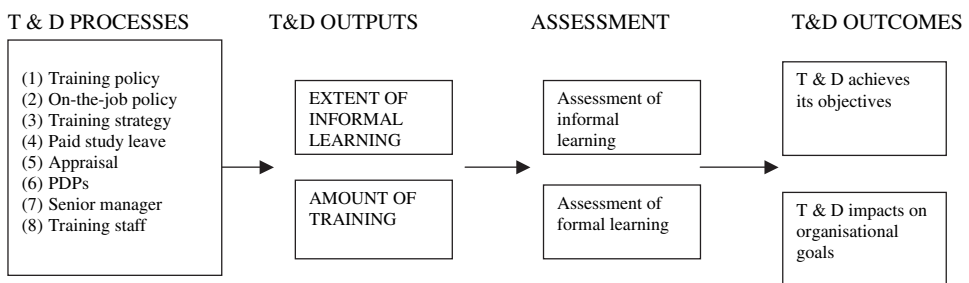 T & D PROCESSES
T&D OUTPUTS
ASSESSMENT
T&D OUTCOMES
(1) Training policy
(2) On-the-job policy
(3) Training strategy
(4) Paid study leave
(5) Appraisal
(6) PDPs
(7) Senior manager
(8) Training staff
EXTENT OF
INFORMAL
LEARNING
AMOUNT OF
TRAINING
Assessment of
informal
learning
Assessment of
formal learning
T & D achieves
its objectives
T & D impacts on
organisational
goals